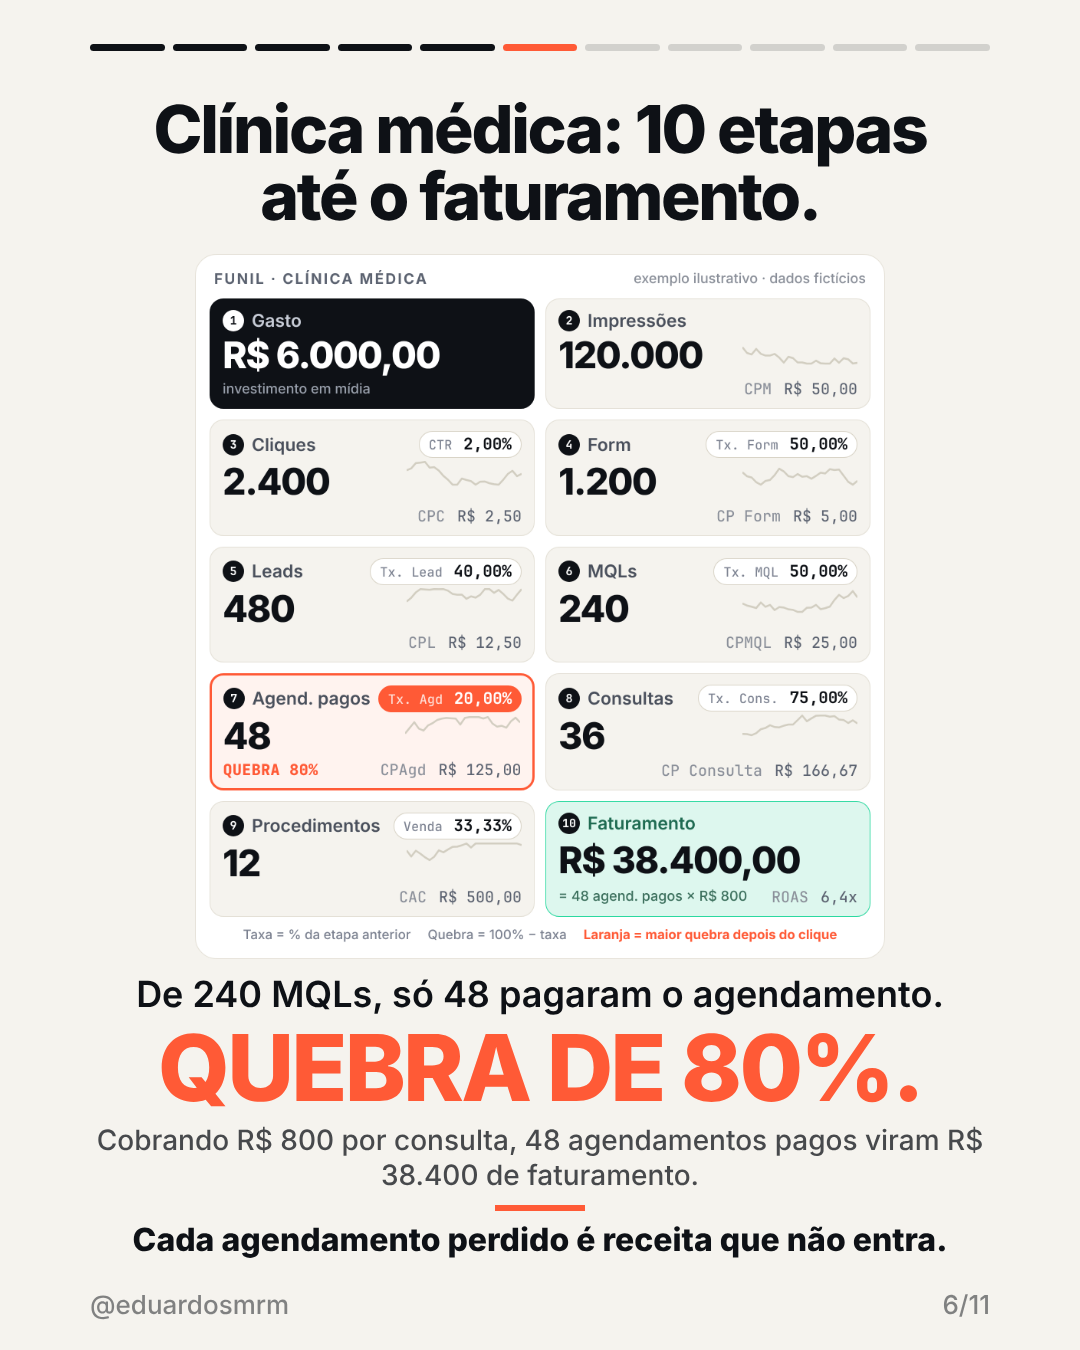 Clínica médica: 10 etapas
até o faturamento.
FUNIL · CLÍNICA MÉDICA
exemplo ilustrativo · dados fictícios
1 Gasto
R$ 6.000,00
investimento em mídia
2 Impressões
120.000
CPM R$ 50,00
3 Cliques
CTR 2,00%
2.400
CPC R$ 2,50
4 Form
Tx. Form 50,00%
1.200
CP Form R$ 5,00
5 Leads
Tx. Lead 40,00%
480
CPL R$ 12,50
6 MQLs
Tx. MQL 50,00%
240
CPMQL R$ 25,00
7 Agend. pagos
Tx. Agd 20,00%
48
QUEBRA 80%
CPAgd R$ 125,00
8 Consultas
Tx. Cons. 75,00%
36
CP Consulta R$ 166,67
9 Procedimentos
Venda 33,33%
12
CAC R$ 500,00
10 Faturamento
R$ 38.400,00
= 48 agend. pagos × R$ 800
ROAS 6,4x
Taxa = % da etapa anterior Quebra = 100% − taxa Laranja = maior quebra depois do clique
De 240 MQLs, só 48 pagaram o agendamento.
QUEBRA DE 80%.
Cobrando R$ 800 por consulta, 48 agendamentos pagos viram R$
38.400 de faturamento.
Cada agendamento perdido é receita que não entra.
@eduardosmrm
6/11